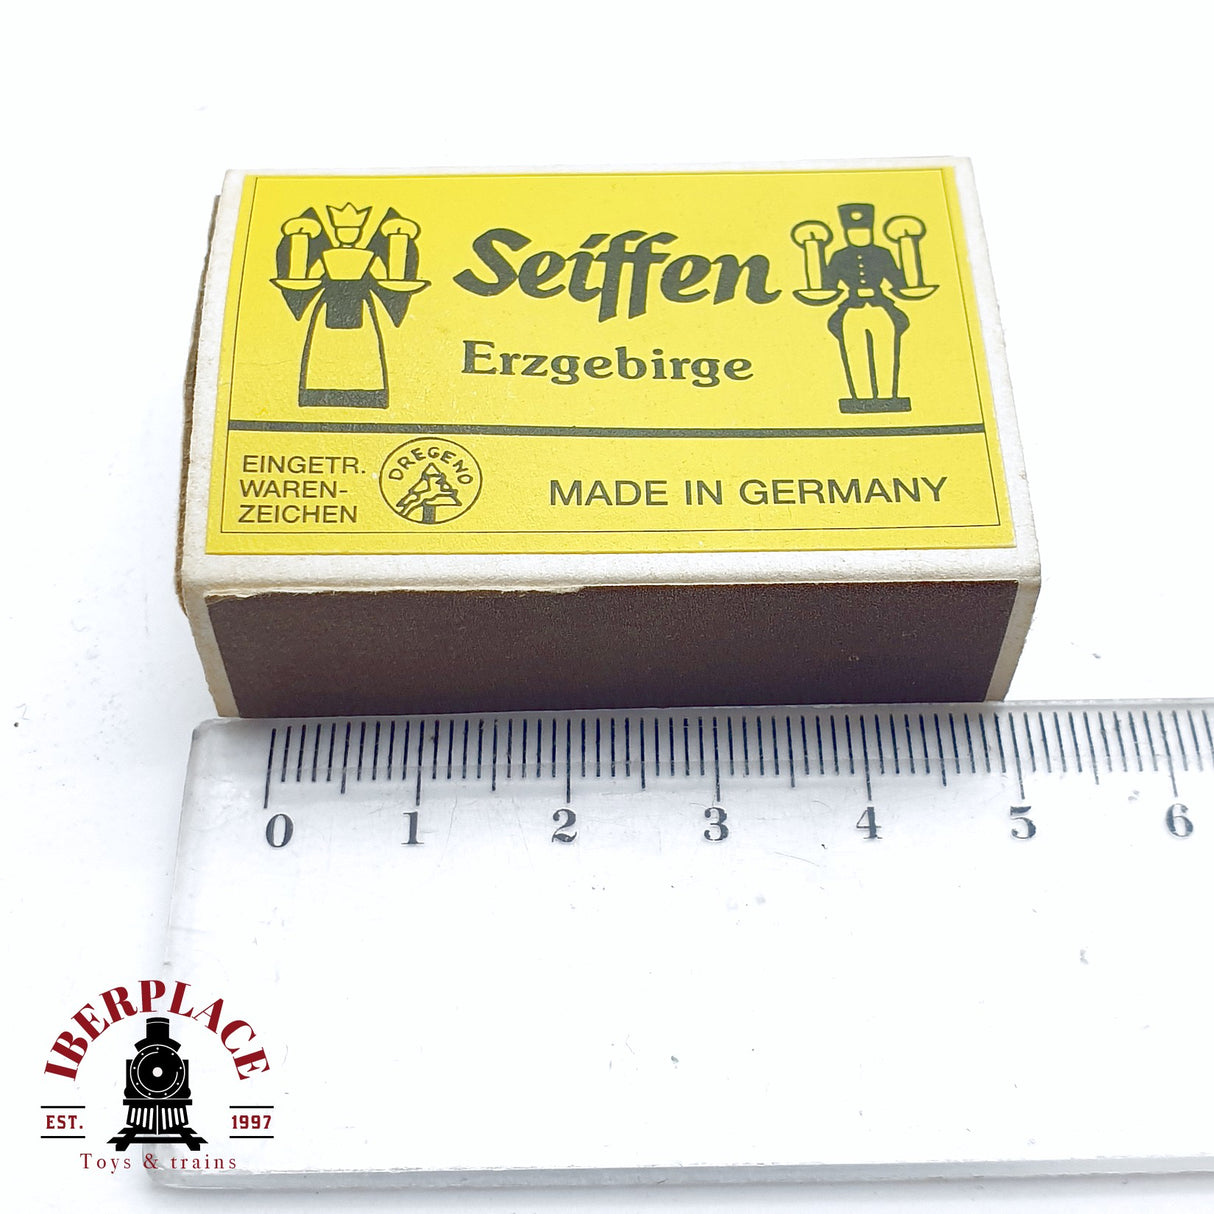 Seiffen
Erzgebirge
EINGETR.
WAREN-
ZEICHEN
DREGENO
MADE IN GERMANY
0 1 2 3 4 5 6
IBERPLACE
EST. 1997
Toys & trains